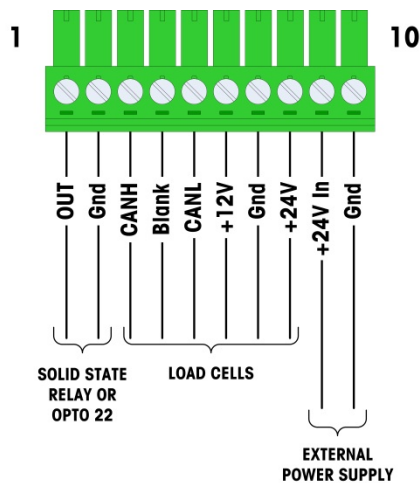 1
10
OUT
Gnd
CANH
Blank
CANL
+12V
Gnd
+24V
+24V In
Gnd
SOLID STATE
RELAY OR
OPTO 22
LOAD CELLS
EXTERNAL
POWER SUPPLY